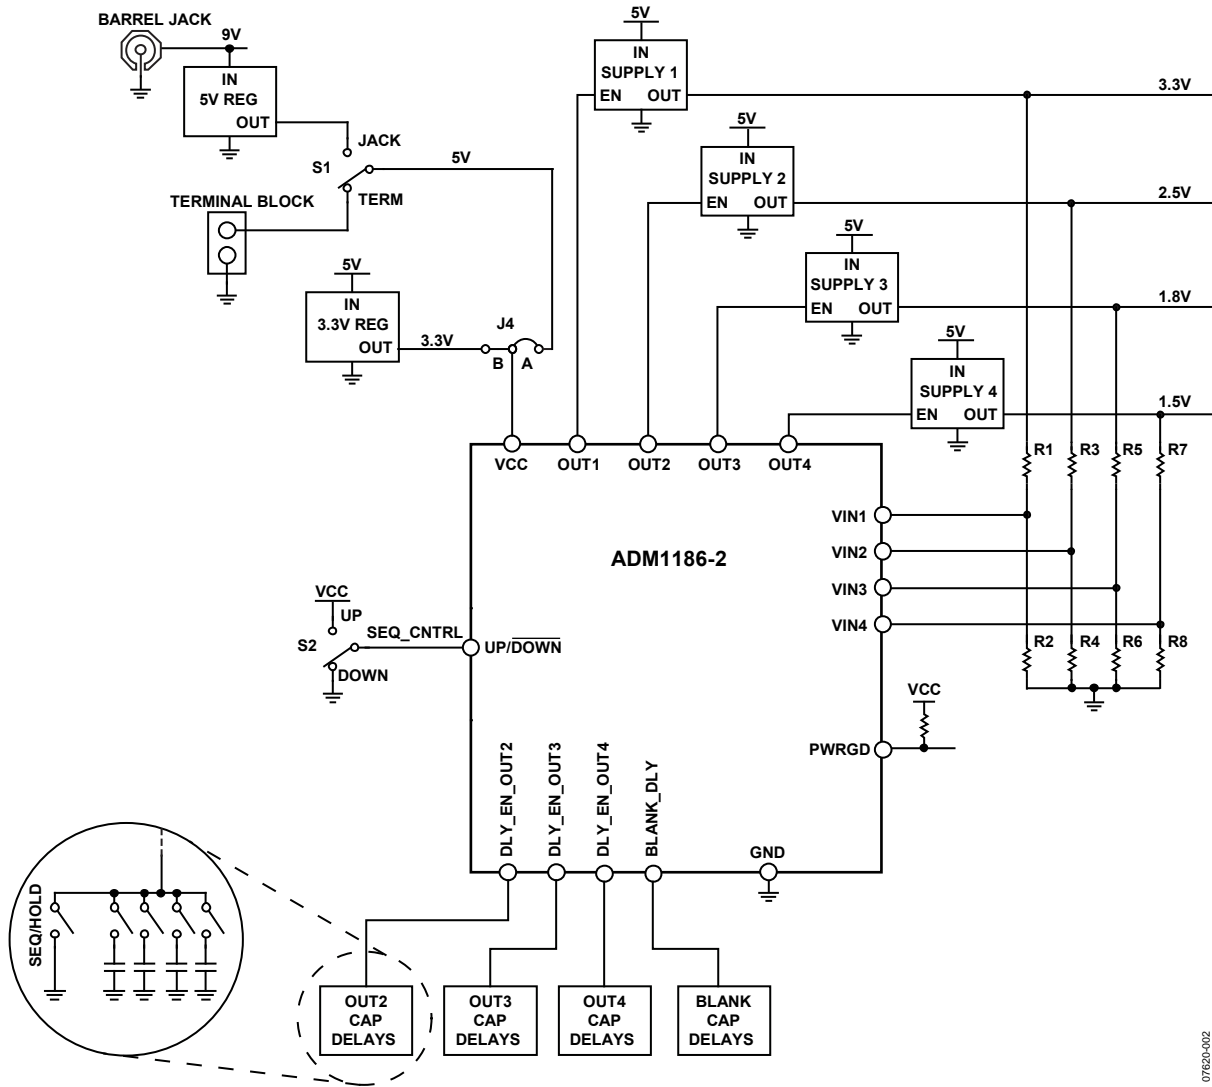 BARREL JACK
9V
IN
5V REG
OUT
JACK
S1
5V
TERM
TERMINAL BLOCK
5V
IN
3.3V REG
OUT
3.3V
J4
B
A
5V
IN
SUPPLY 1
EN OUT
3.3V
5V
IN
SUPPLY 2
EN OUT
2.5V
5V
IN
SUPPLY 3
EN OUT
1.8V
5V
IN
SUPPLY 4
EN OUT
1.5V
R1
R3
R5
R7
VCC
OUT1
OUT2
OUT3
OUT4
VIN1
VIN2
VIN3
VIN4
ADM1186-2
R2
R4
R6
R8
VCC
UP
S2
SEQ_CNTRL
DOWN
UP/DOWN
VCC
PWRGD
DLY_EN_OUT2
DLY_EN_OUT3
DLY_EN_OUT4
BLANK_DLY
GND
SEQ/HOLD
OUT2
CAP
DELAYS
OUT3
CAP
DELAYS
OUT4
CAP
DELAYS
BLANK
CAP
DELAYS
07620-002